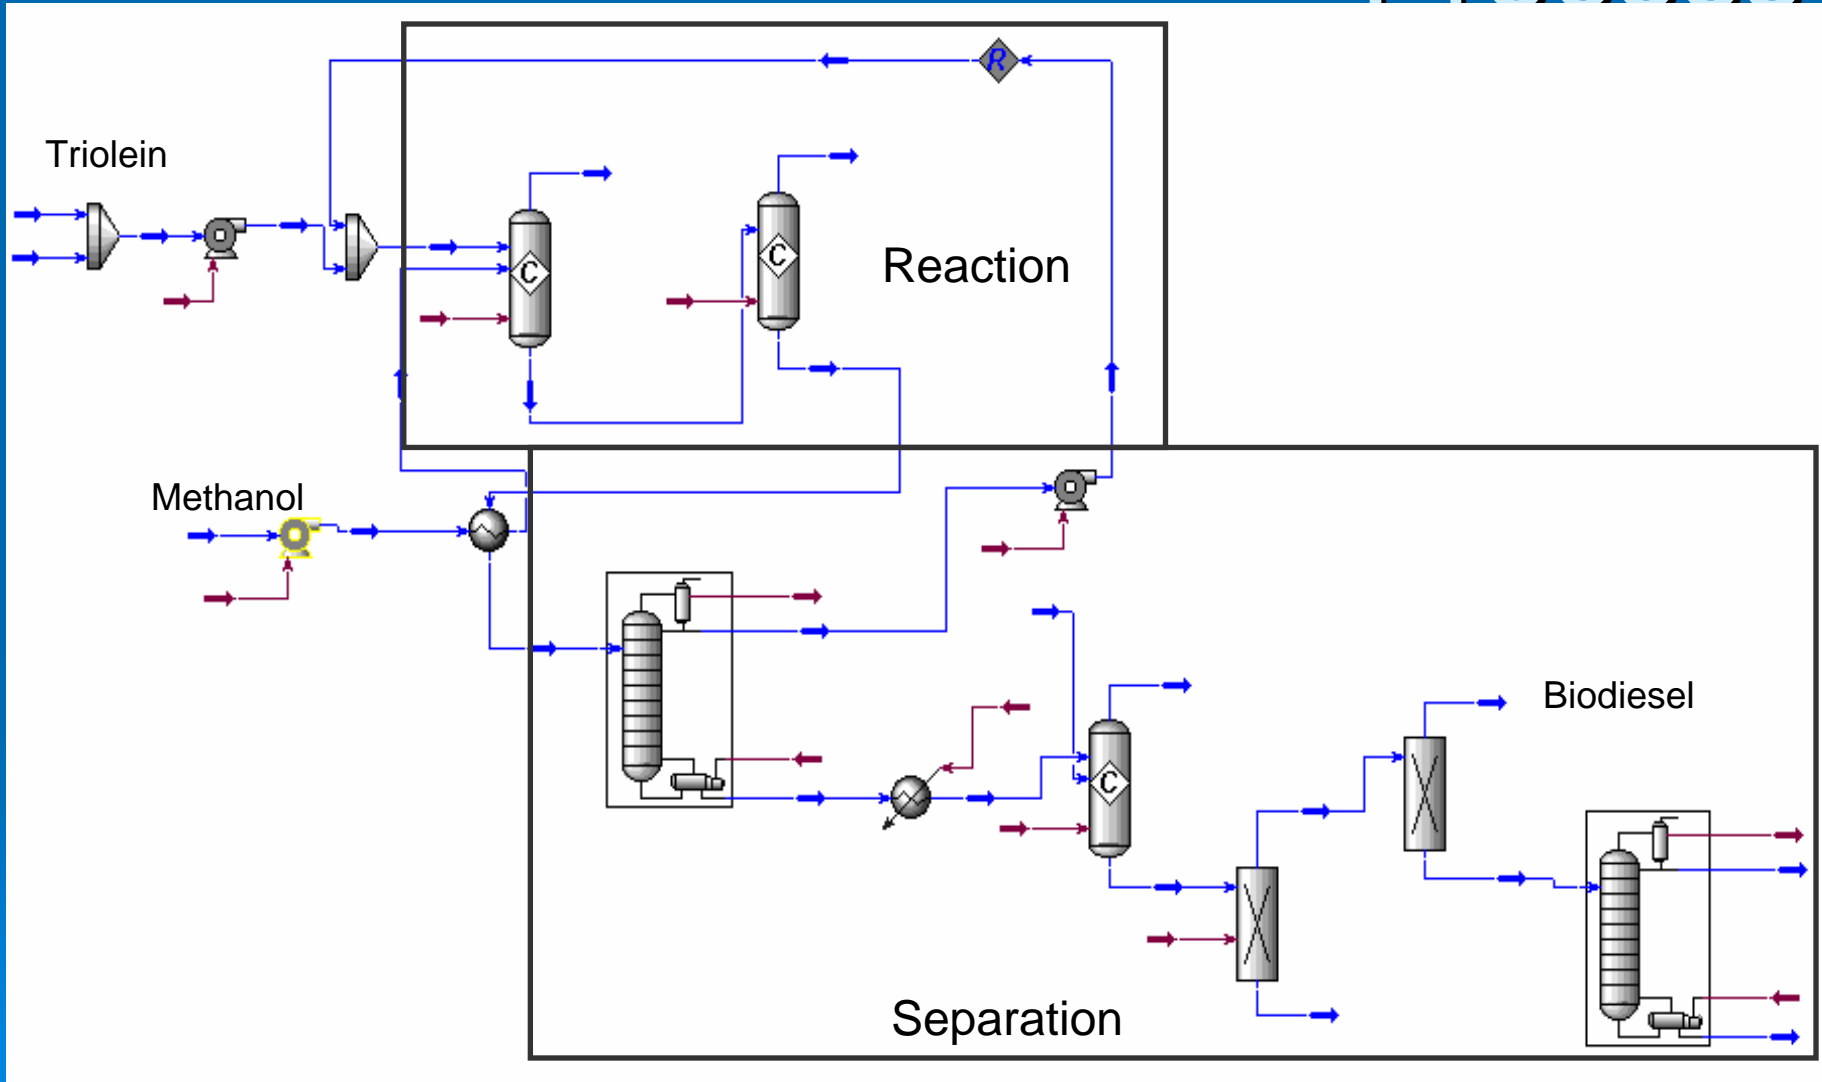 R
Triolein
C
C
Reaction
Methanol
Biodiesel
C
Separation